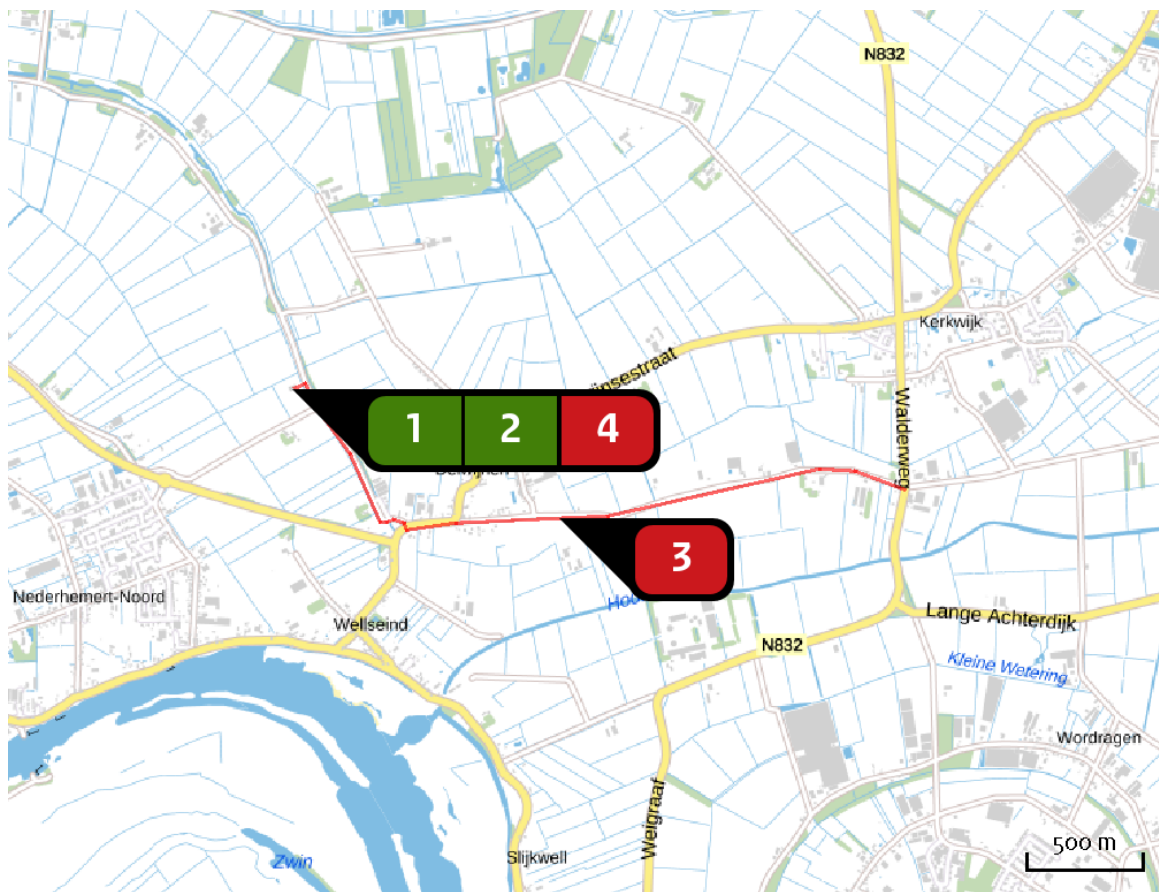 N832
Kerkwijk
Walderweg
1 2 4
3
Nederhemert-Noord
Wellseind
Lange Achterdijk
N832
Kleine Wetering
Wordragen
Weigraaf
500 m
Slijkwell
Zwin